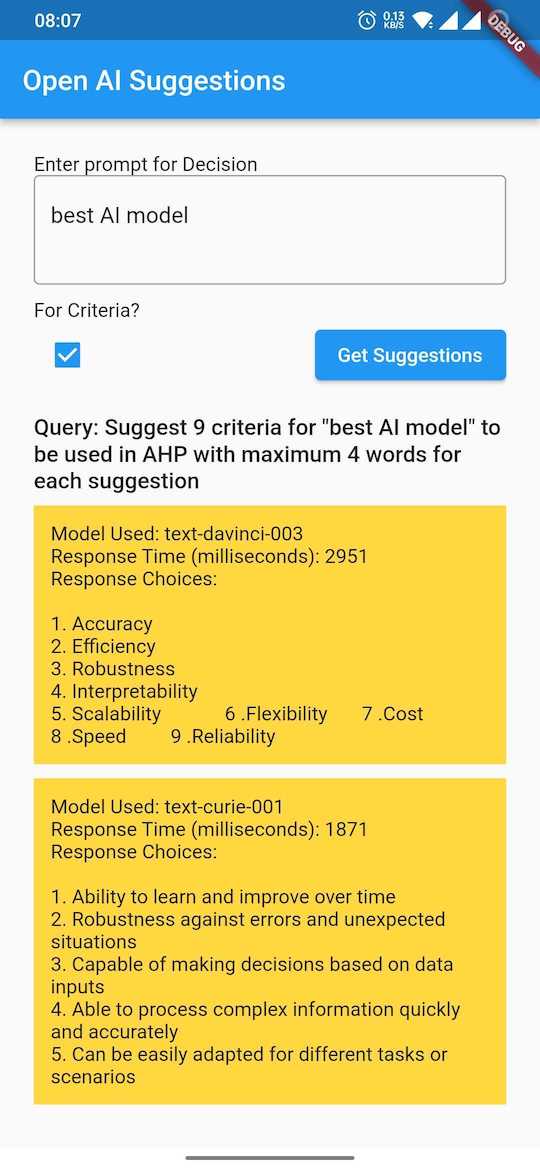 08:07
0.13
KB/S
DEBUG
Open AI Suggestions
Enter prompt for Decision
best AI model
For Criteria?
Get Suggestions
Query: Suggest 9 criteria for "best AI model" to
be used in AHP with maximum 4 words for
each suggestion
Model Used: text-davinci-003
Response Time (milliseconds): 2951
Response Choices:
1. Accuracy
2. Efficiency
3. Robustness
4. Interpretability
5. Scalability 6 .Flexibility 7 .Cost
8 .Speed 9 .Reliability
Model Used: text-curie-001
Response Time (milliseconds): 1871
Response Choices:
1. Ability to learn and improve over time
2. Robustness against errors and unexpected
situations
3. Capable of making decisions based on data
inputs
4. Able to process complex information quickly
and accurately
5. Can be easily adapted for different tasks or
scenarios